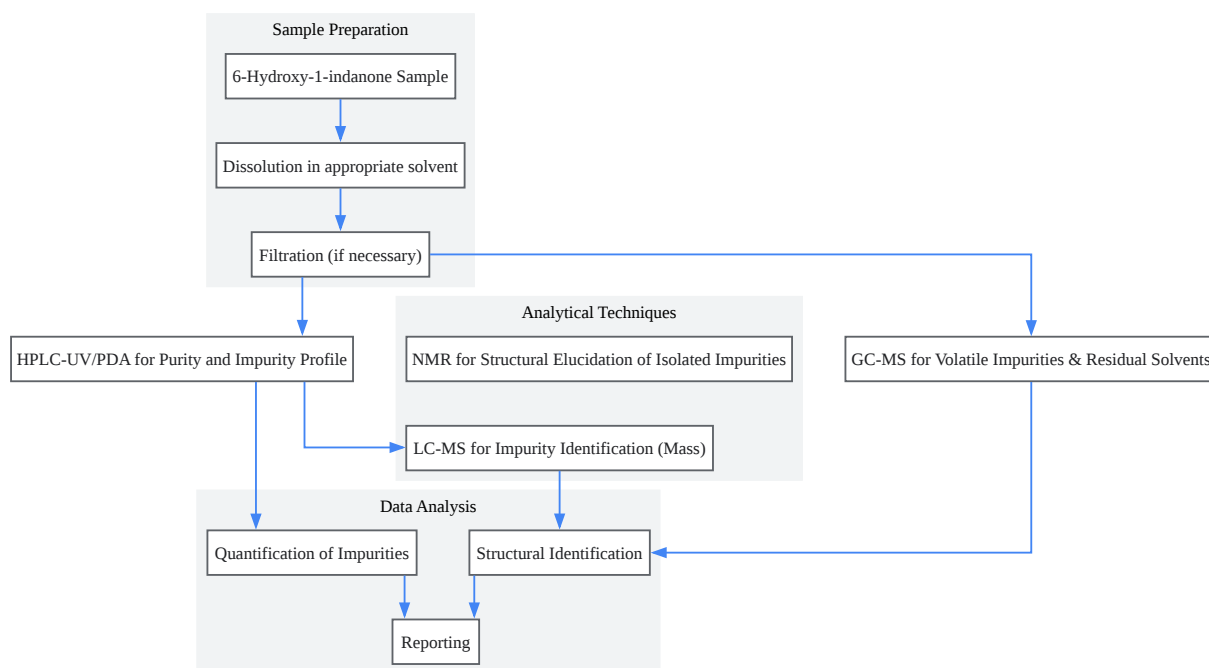 Sample Preparation
6-Hydroxy-1-indanone Sample
Dissolution in appropriate solvent
Filtration (if necessary)
Analytical Techniques
HPLC-UV/PDA for Purity and Impurity Profile
NMR for Structural Elucidation of Isolated Impurities
GC-MS for Volatile Impurities & Residual Solvents
LC-MS for Impurity Identification (Mass)
Data Analysis
Quantification of Impurities
Structural Identification
Reporting